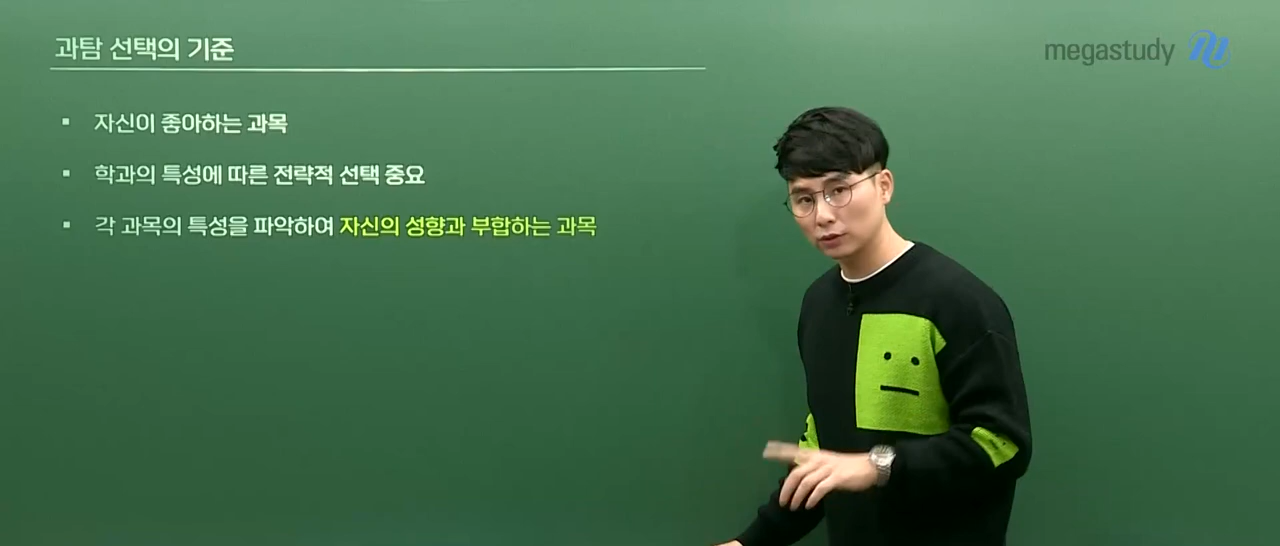 과탐 선택의 기준
megastudy
▪ 자신이 좋아하는 과목
▪ 학과의 특성에 따른 전략적 선택 중요
▪ 각 과목의 특성을 파악하여 자신의 성향과 부합하는 과목